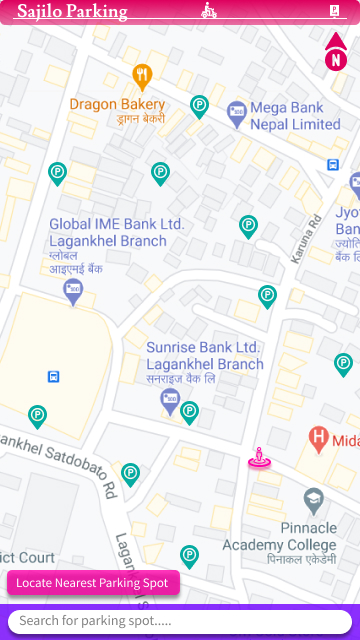 Sajilo Parking
P
N
Dragon Bakery
ड्रागन बेकरी
Mega Bank
Nepal Limited
Global IME Bank Ltd.
Lagankhel Branch
ग्लोबल
आइएमई बैंक
Karuna Rd
Jyo
Ban
ज्योति
बैंक लि
Sunrise Bank Ltd.
Lagankhel Branch
सनराइज वैक लि
ankhel Satdobato Rd
H
Mida
Pinnacle
Academy College
पिनाकल एकेडेमी
Lagankhel S
ict Court
Locate Nearest Parking Spot
Search for parking spot.....